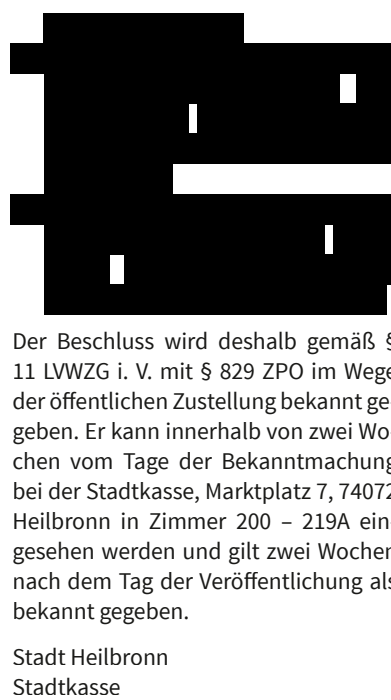 Der Beschluss wird deshalb gemäß §
11 LVWZG i. V. mit § 829 ZPO im Wege
der öffentlichen Zustellung bekannt ge
geben. Er kann innerhalb von zwei Wo
chen vom Tage der Bekanntmachung
bei der Stadtkasse, Marktplatz 7, 74072
Heilbronn in Zimmer 200 – 219A ein
gesehen werden und gilt zwei Wochen
nach dem Tag der Veröffentlichung als
bekannt gegeben.
Stadt Heilbronn
Stadtkasse